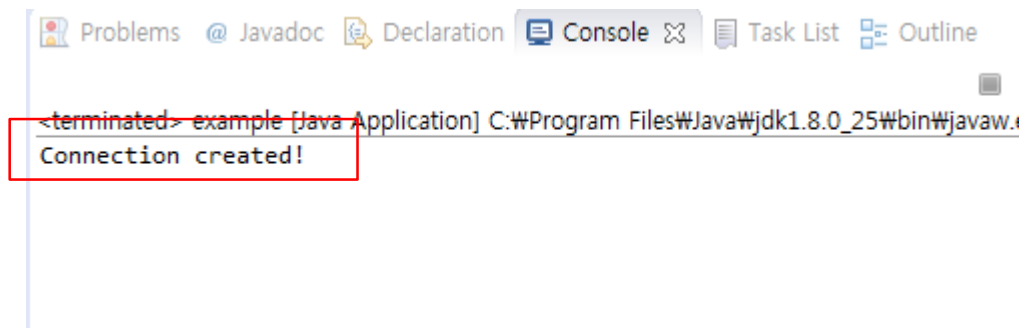 Problems @ Javadoc Declaration Console Task List Outline
<terminated> example [Java Application] C:₩Program Files₩Java₩jdk1.8.0_25₩bin₩javaw.e
Connection created!